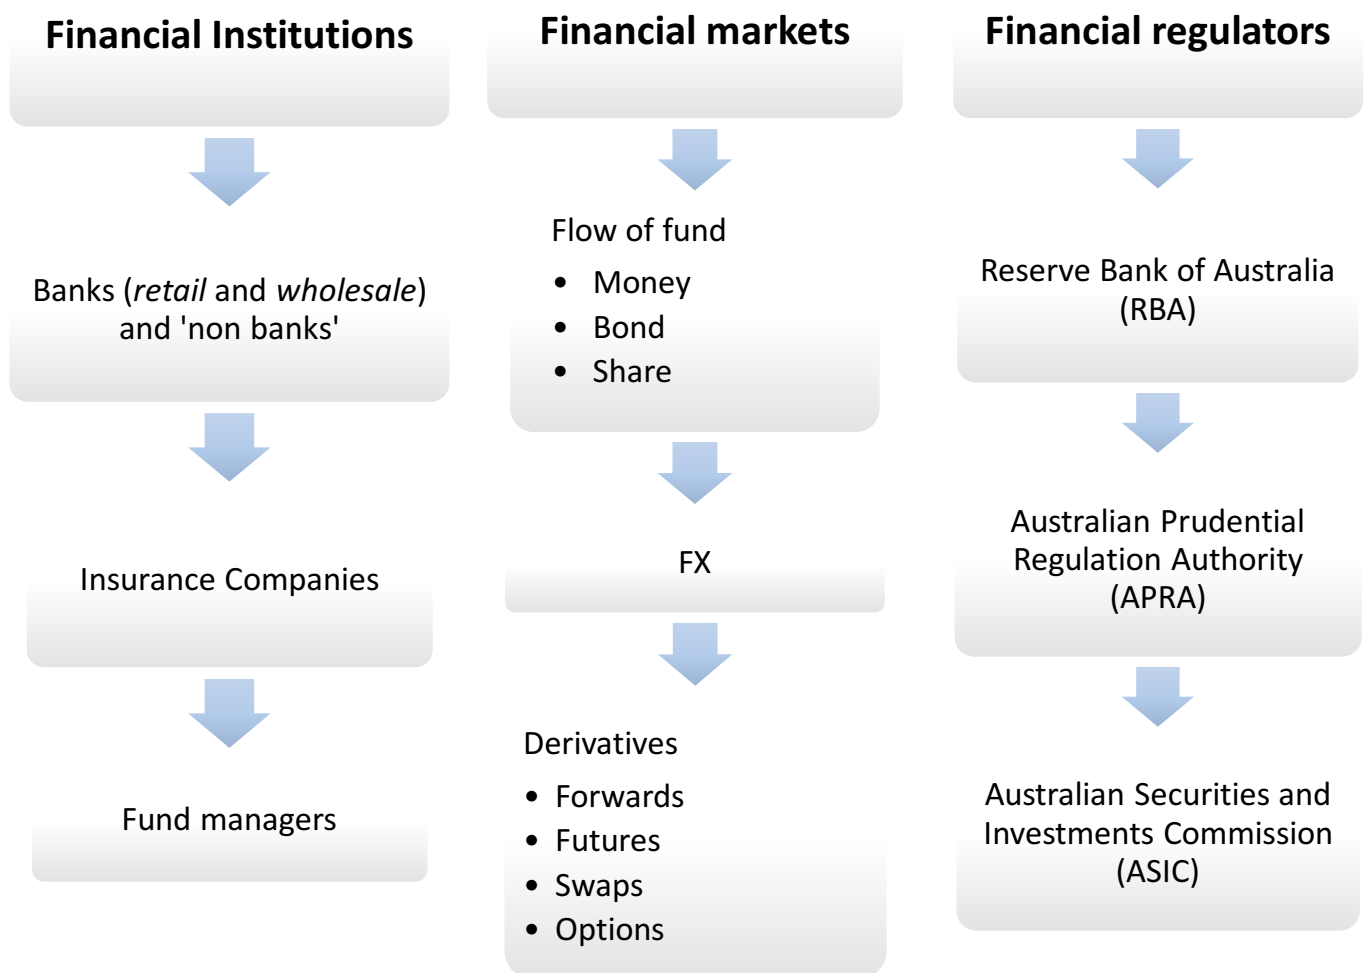 Financial Institutions
Banks (retail and wholesale)
and 'non banks'
Insurance Companies
Fund managers
Financial markets
Flow of fund
• Money
• Bond
• Share
FX
Derivatives
• Forwards
• Futures
• Swaps
• Options
Financial regulators
Reserve Bank of Australia
(RBA)
Australian Prudential
Regulation Authority
(APRA)
Australian Securities and
Investments Commission
(ASIC)